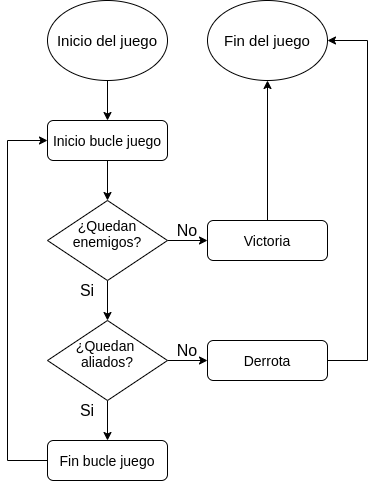 Inicio del juego
Fin del juego
Inicio bucle juego
¿Quedan
enemigos?
No
Victoria
Si
¿Quedan
aliados?
No
Derrota
Si
Fin bucle juego